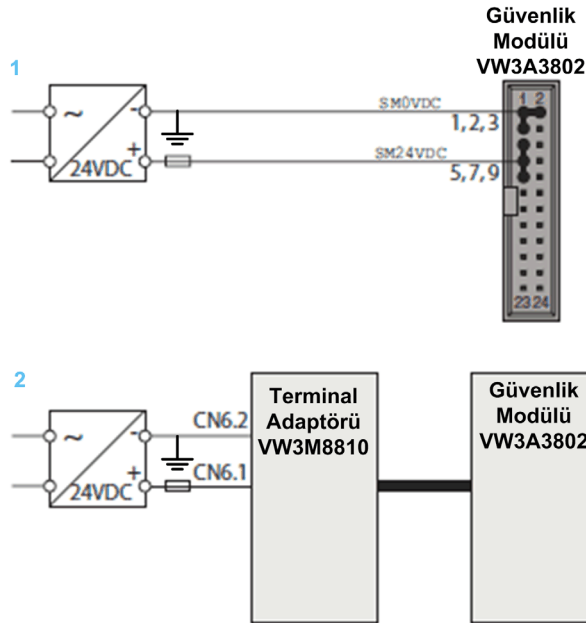 Güvenlik
Modülü
VW3A3802
1
~
-
+
24VDC
SM0VDC
1,2,3
SM24VDC
5,7,9
1 2
23 24
2
~
-
+
24VDC
CN6.2
CN6.1
Terminal
Adaptörü
VW3M8810
Güvenlik
Modülü
VW3A3802